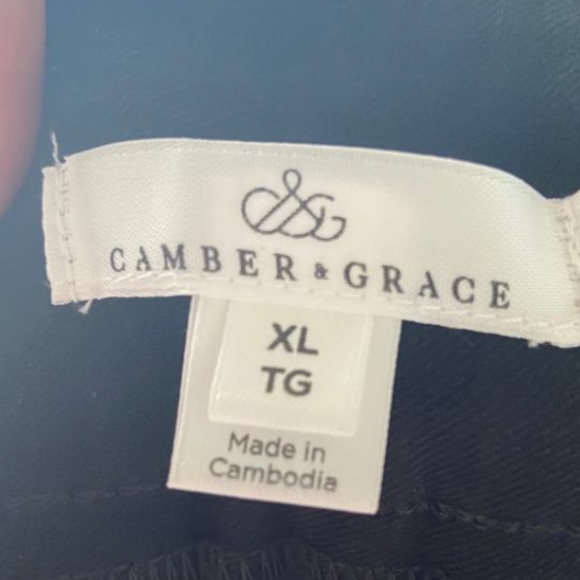 C&G
CAMBER & GRACE
XL
TG
Made in
Cambodia